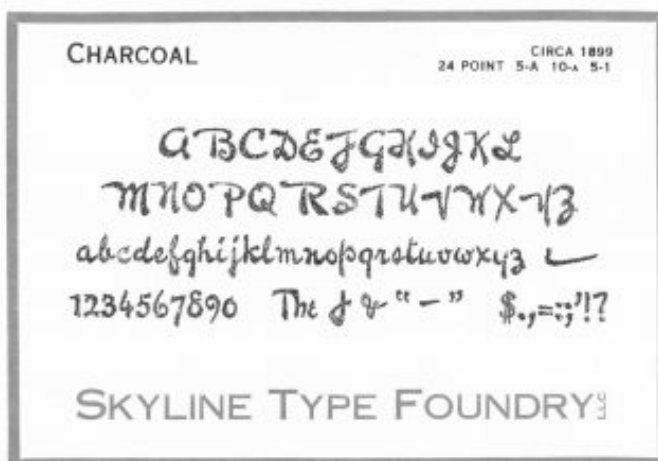 CHARCOAL
CIRCA 1899
24 POINT 5-A 10-A 5-1
ABCDEFGHIJKL
MNOPQRSTUVWXYZ
abcdefghijklmnopqrstuvwxyz
1234567890 The & “ – ” $.,=:;’!?
SKYLINE TYPE FOUNDRY LLC